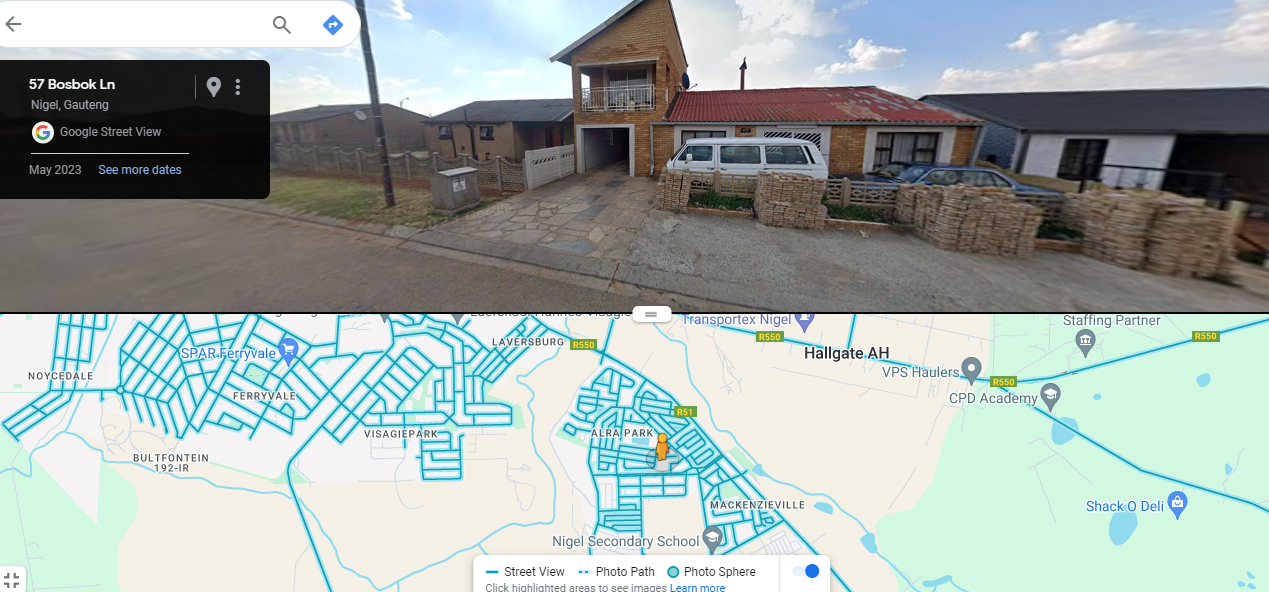 57 Bosbok Ln
Nigel, Gauteng
Google Street View
May 2023 See more dates
Transportex Nigel
Staffing Partner
LAVERSBURG
R550
R550
R550
SPAR Ferryvale
Hallgate AH
NOYCEDALE
VPS Haulers
R550
FERRYVALE
CPD Academy
R51
VISAGIEPARK
ALRA PARK
BULTFONTEIN
192-IR
MACKENZIEVILLE
Shack O Deli
Nigel Secondary School
Street View Photo Path Photo Sphere
Click highlighted areas to see images Learn more